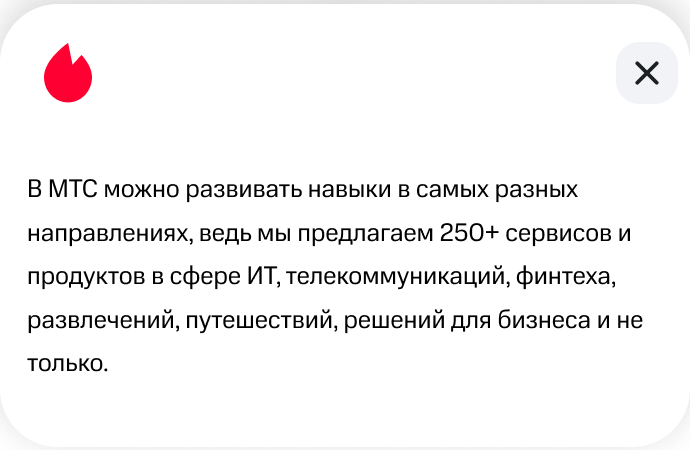 В МТС можно развивать навыки в самых разных
направлениях, ведь мы предлагаем 250+ сервисов и
продуктов в сфере ИТ, телекоммуникаций, финтеха,
развлечений, путешествий, решений для бизнеса и не
только.